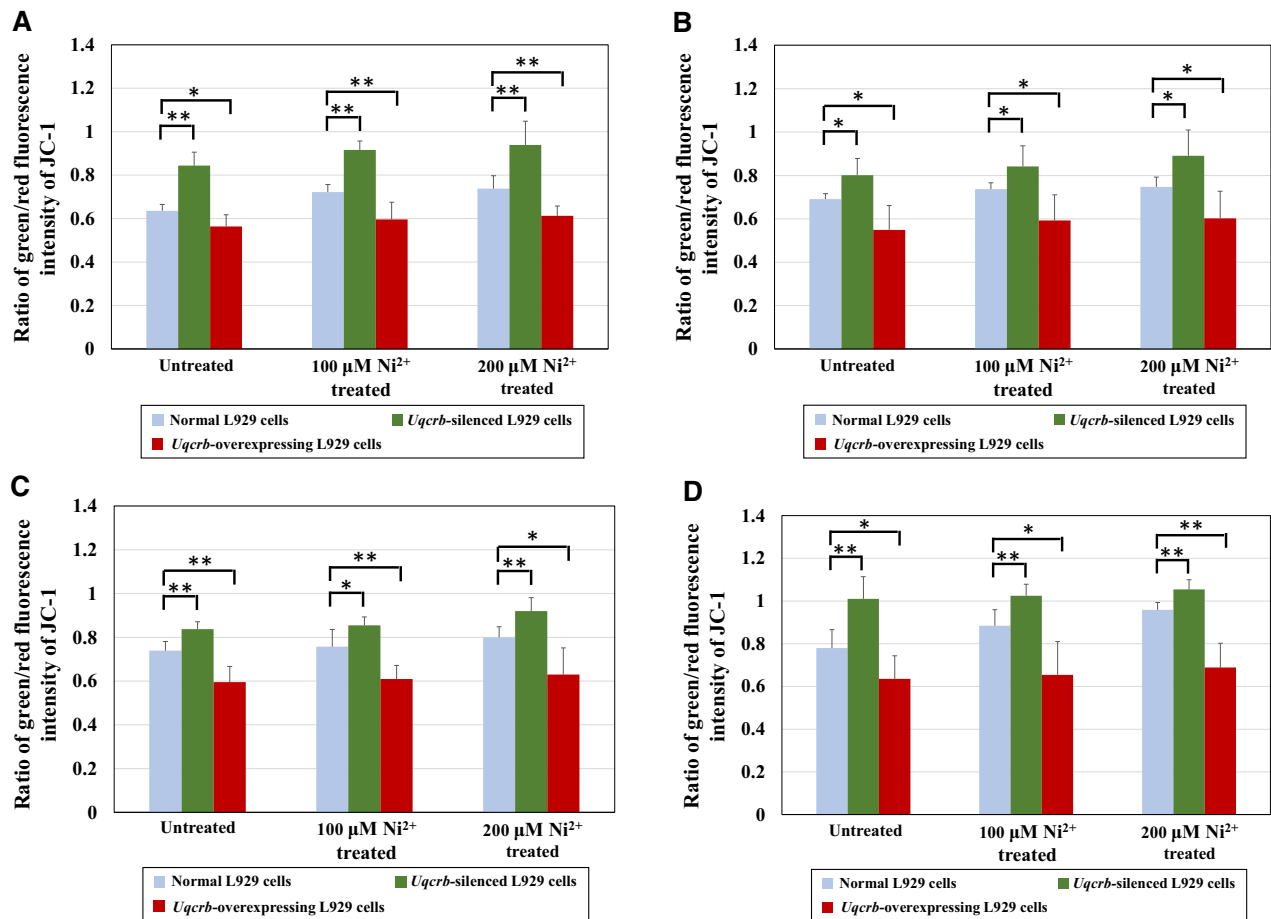 A
Ratio of green/red fluorescence
intensity of JC-1
1.4
1.2
1
0.8
0.6
0.4
0.2
0
*
**
**
**
**
**
Untreated
100 μM Ni²⁺
treated
200 μM Ni²⁺
treated
Normal L929 cells
Uqcrb-silenced L929 cells
Uqcrb-overexpressing L929 cells
B
Ratio of green/red fluorescence
intensity of JC-1
1.4
1.2
1
0.8
0.6
0.4
0.2
0
*
*
*
*
*
*
Untreated
100 μM Ni²⁺
treated
200 μM Ni²⁺
treated
Normal L929 cells
Uqcrb-silenced L929 cells
Uqcrb-overexpressing L929 cells
C
Ratio of green/red fluorescence
intensity of JC-1
1.4
1.2
1
0.8
0.6
0.4
0.2
0
**
**
**
*
*
**
Untreated
100 μM Ni²⁺
treated
200 μM Ni²⁺
treated
Normal L929 cells
Uqcrb-silenced L929 cells
Uqcrb-overexpressing L929 cells
D
Ratio of green/red fluorescence
intensity of JC-1
1.4
1.2
1
0.8
0.6
0.4
0.2
0
*
**
*
**
**
**
Untreated
100 μM Ni²⁺
treated
200 μM Ni²⁺
treated
Normal L929 cells
Uqcrb-silenced L929 cells
Uqcrb-overexpressing L929 cells